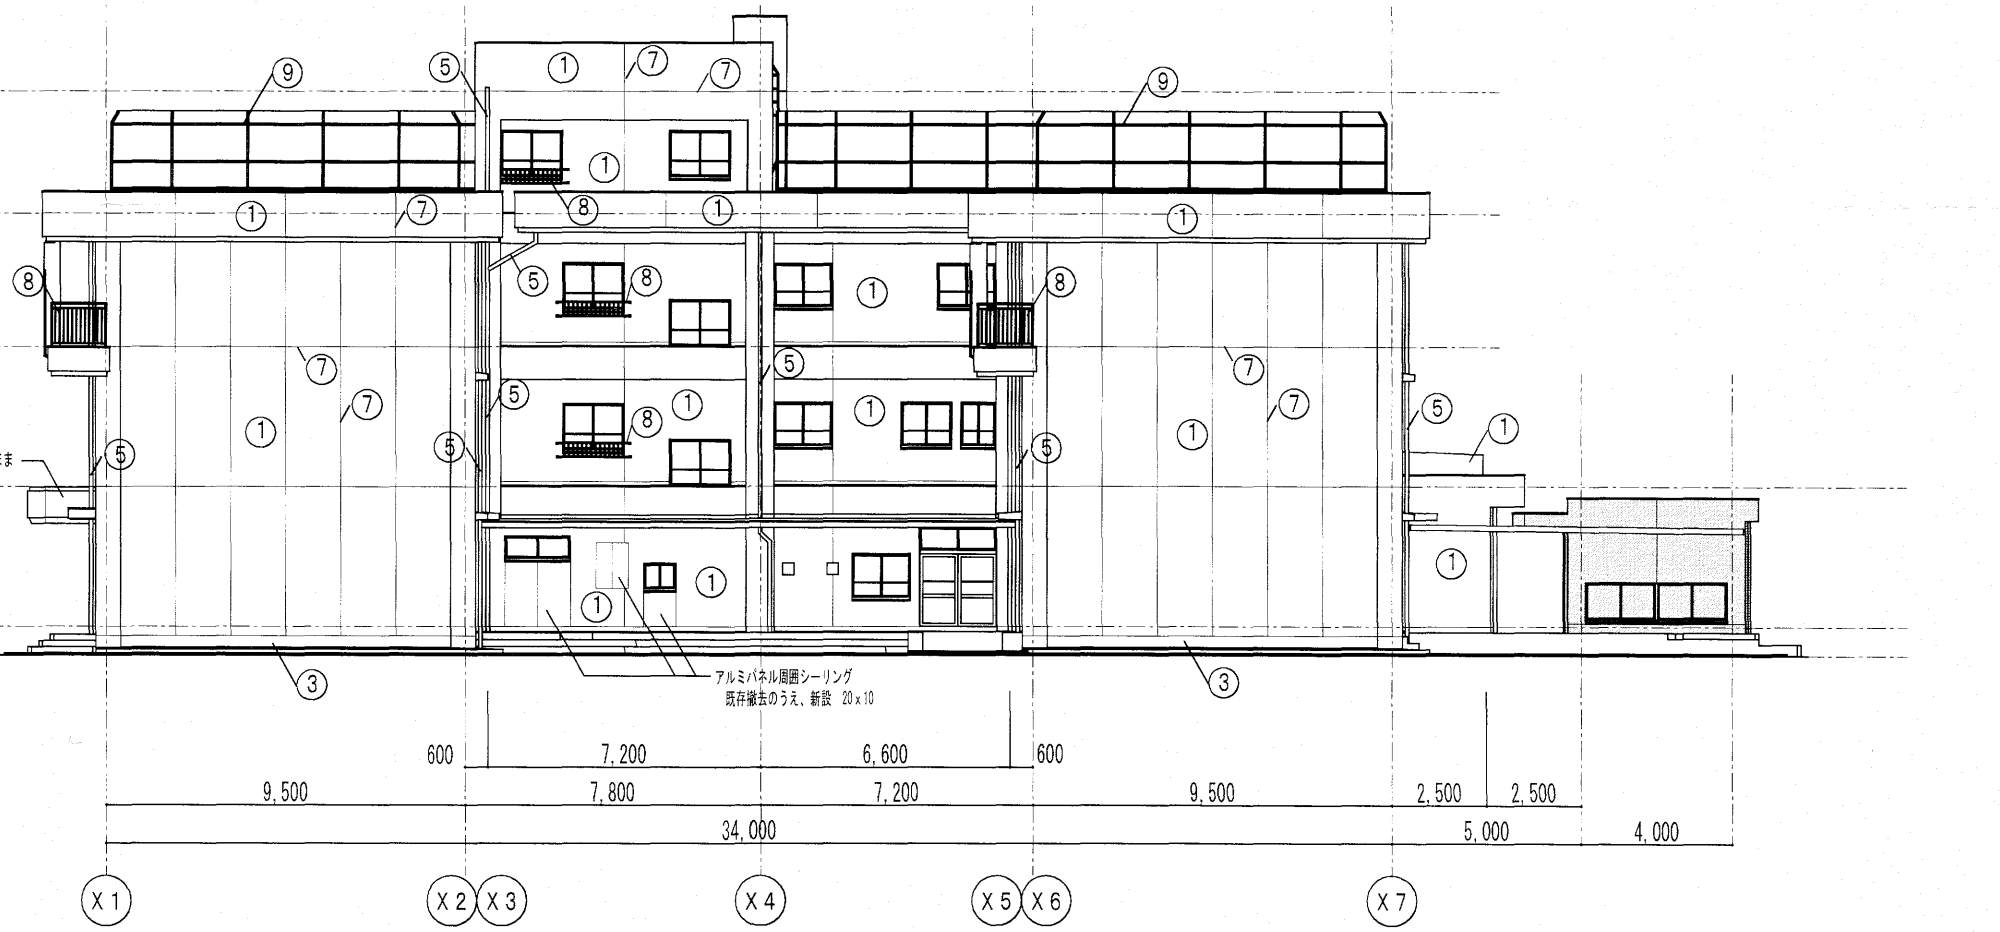 ① ⑦
⑤ ⑦
⑨ ⑨
①
① ⑦ ⑧ ① ①
⑧ ⑤ ⑧ ① ⑧
⑦ ⑤ ⑦
⑦ ⑤ ① ① ⑦ ⑤
① ⑧ ① ①
まま ⑤ ⑤ ⑤
① ① ①
③ アルミパネル周囲シーリング ③
既存撤去のうえ、新設 20x10
600 7,200 6,600 600
9,500 7,800 7,200 9,500 2,500 2,500
34,000 5,000 4,000
X1 X2 X3 X4 X5 X6 X7